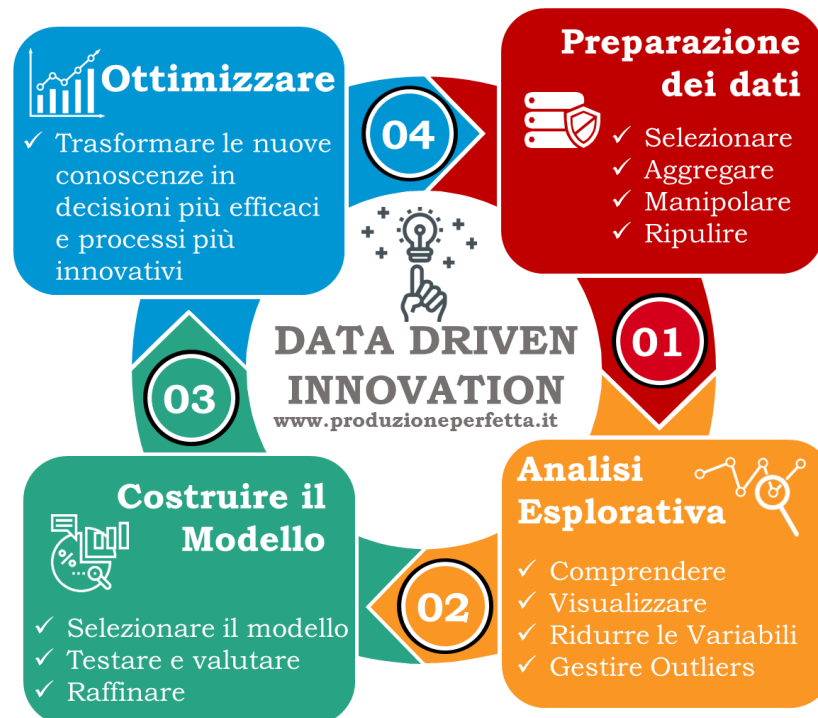 Preparazione
dei dati
✓ Selezionare
✓ Aggregare
✓ Manipolare
✓ Ripulire
01
Analisi
Esplorativa
✓ Comprendere
✓ Visualizzare
✓ Ridurre le Variabili
✓ Gestire Outliers
02
Costruire il
Modello
%
✓ Selezionare il modello
✓ Testare e valutare
✓ Raffinare
03
Ottimizzare
✓ Trasformare le nuove
conoscenze in
decisioni più efficaci
e processi più
innovativi
04
DATA DRIVEN
INNOVATION
www.produzioneperfetta.it